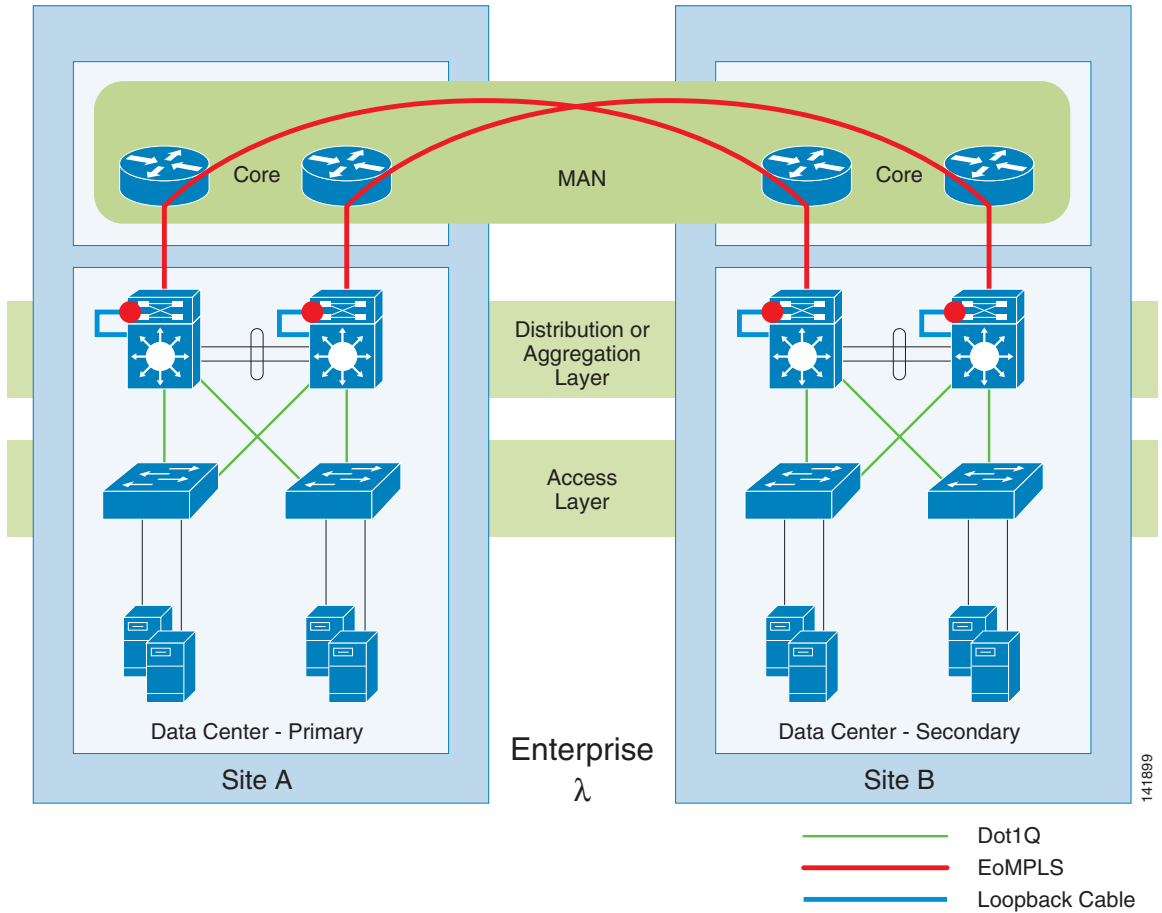 Core
MAN
Core
Distribution or
Aggregation
Layer
Access
Layer
Data Center - Primary
Data Center - Secondary
Site A
Enterprise
λ
Site B
141899
Dot1Q
EoMPLS
Loopback Cable